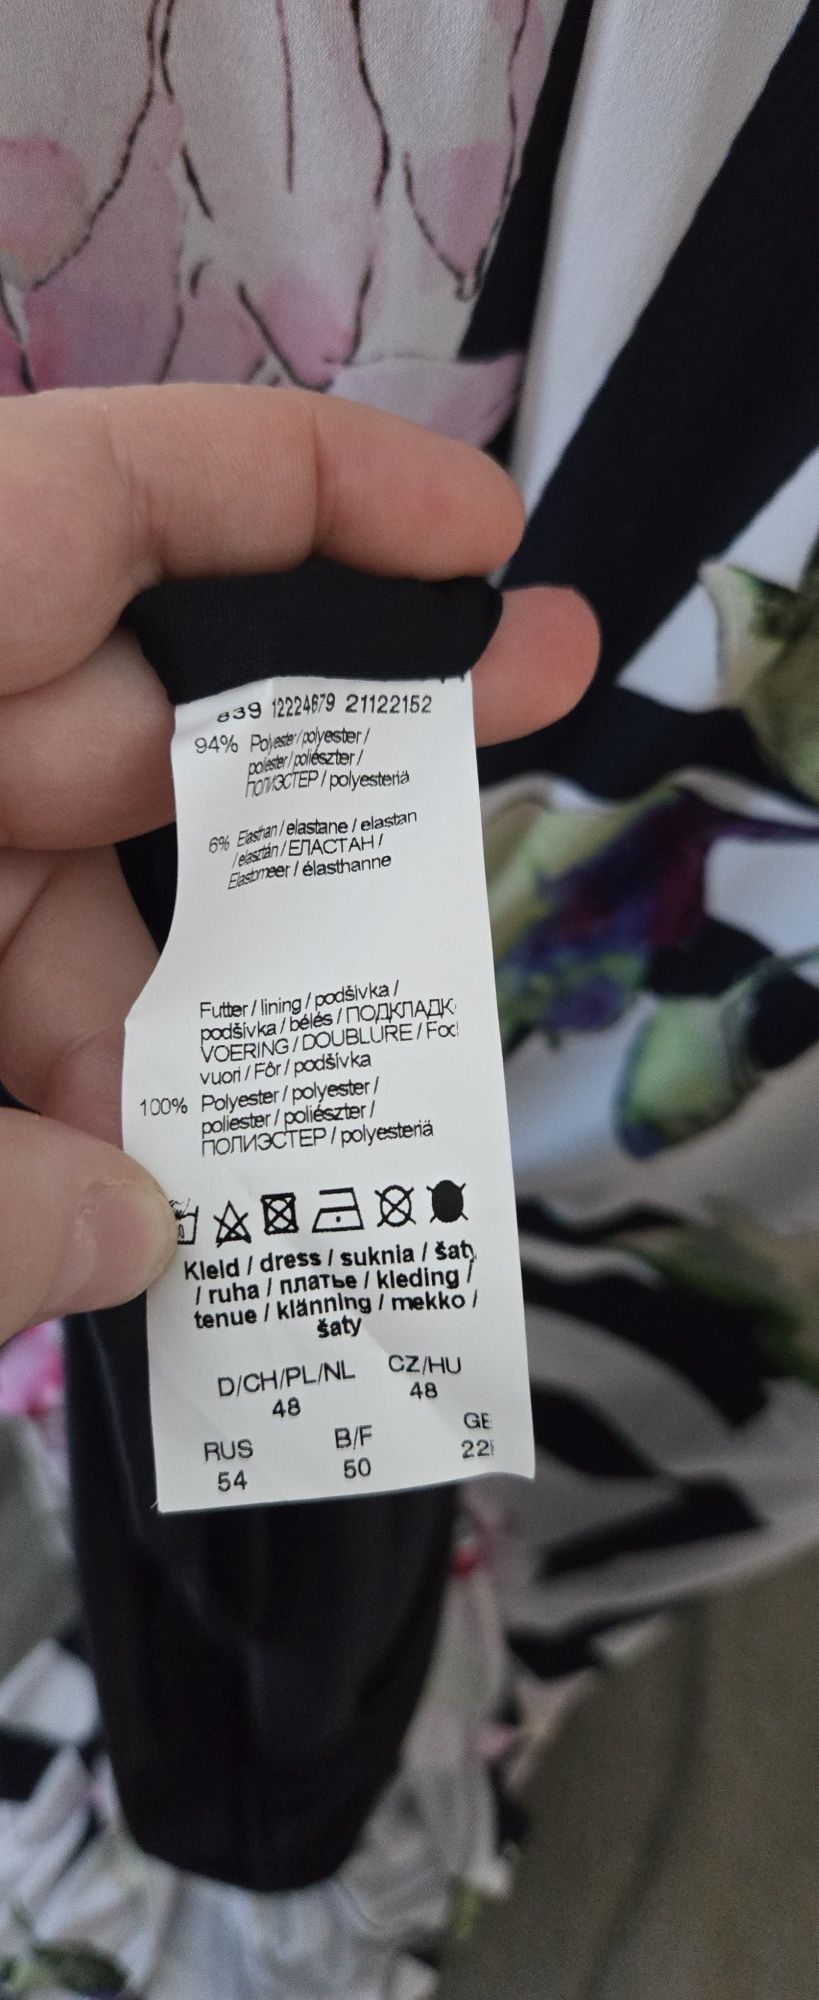 839 12224679 21122152
94% Polyester / polyester /
poliester / poliészter /
ПОЛИЭСТЕР / polyesteriä
6% Elasthan / elastane / elastan
/ elasztán / ЕЛАСТАН /
Elastomeer / élasthanne
Futter / lining / podšívka /
podšívka / bélés / ПОДКЛАДК
VOERING / DOUBLURE / Fod
vuori / Fôr / podšívka
100% Polyester / polyester /
poliester / poliészter /
ПОЛИЭСТЕР / polyesteriä
Kleid / dress / suknia / šaty
/ ruha / платье / kleding /
tenue / klänning / mekko /
šaty
D/CH/PL/NL CZ/HU
48 48
RUS B/F GE
54 50 22